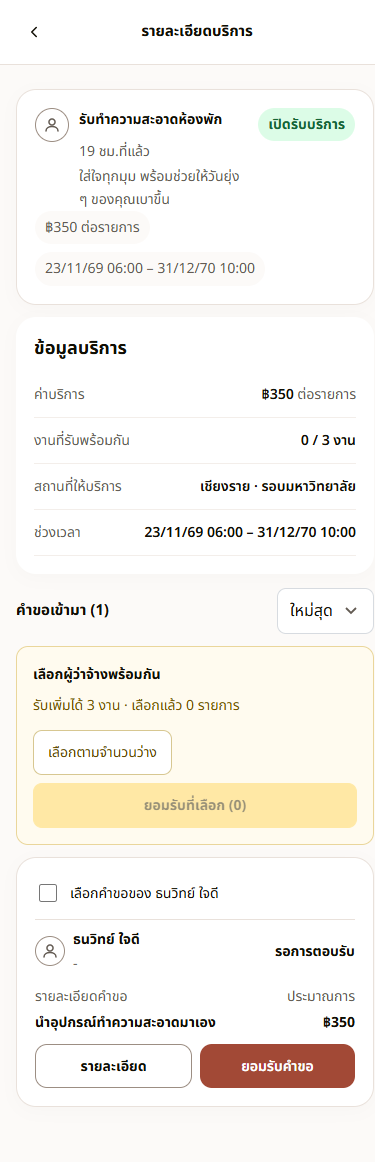 รายละเอียดบริการ
รับทำความสะอาดห้องพัก
เปิดรับบริการ
19 ชม.ที่แล้ว
ใส่ใจทุกมุม พร้อมช่วยให้วันยุ่ง
ๆ ของคุณเบาขึ้น
฿350 ต่อรายการ
23/11/69 06:00 – 31/12/70 10:00
ข้อมูลบริการ
ค่าบริการ ฿350 ต่อรายการ
งานที่รับพร้อมกัน 0 / 3 งาน
สถานที่ให้บริการ เชียงราย · รอบมหาวิทยาลัย
ช่วงเวลา 23/11/69 06:00 – 31/12/70 10:00
คำขอเข้ามา (1) ใหม่สุด
เลือกผู้ว่าจ้างพร้อมกัน
รับเพิ่มได้ 3 งาน · เลือกแล้ว 0 รายการ
เลือกตามจำนวนว่าง
ยอมรับที่เลือก (0)
เลือกคำขอของ ธนวิทย์ ใจดี
ธนวิทย์ ใจดี
-
รอการตอบรับ
รายละเอียดคำขอ ประมาณการ
นำอุปกรณ์ทำความสะอาดมาเอง ฿350
รายละเอียด ยอมรับคำขอ